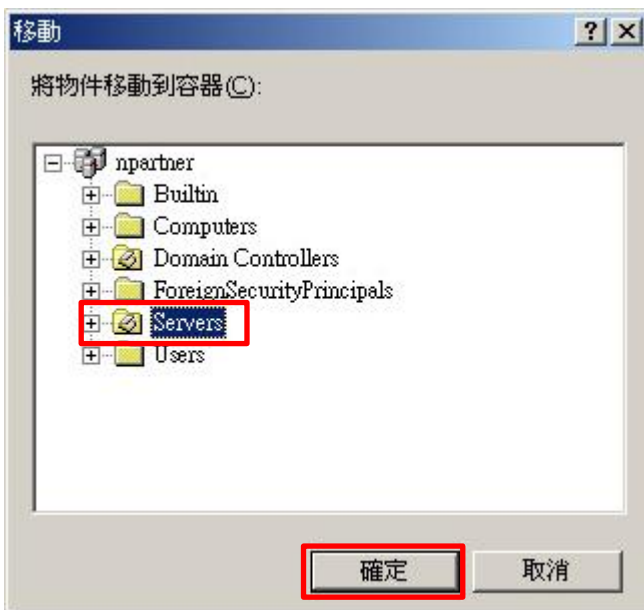 移動
將物件移動到容器(C):
npartner
Builtin
Computers
Domain Controllers
ForeignSecurityPrincipals
Servers
Users
確定 取消